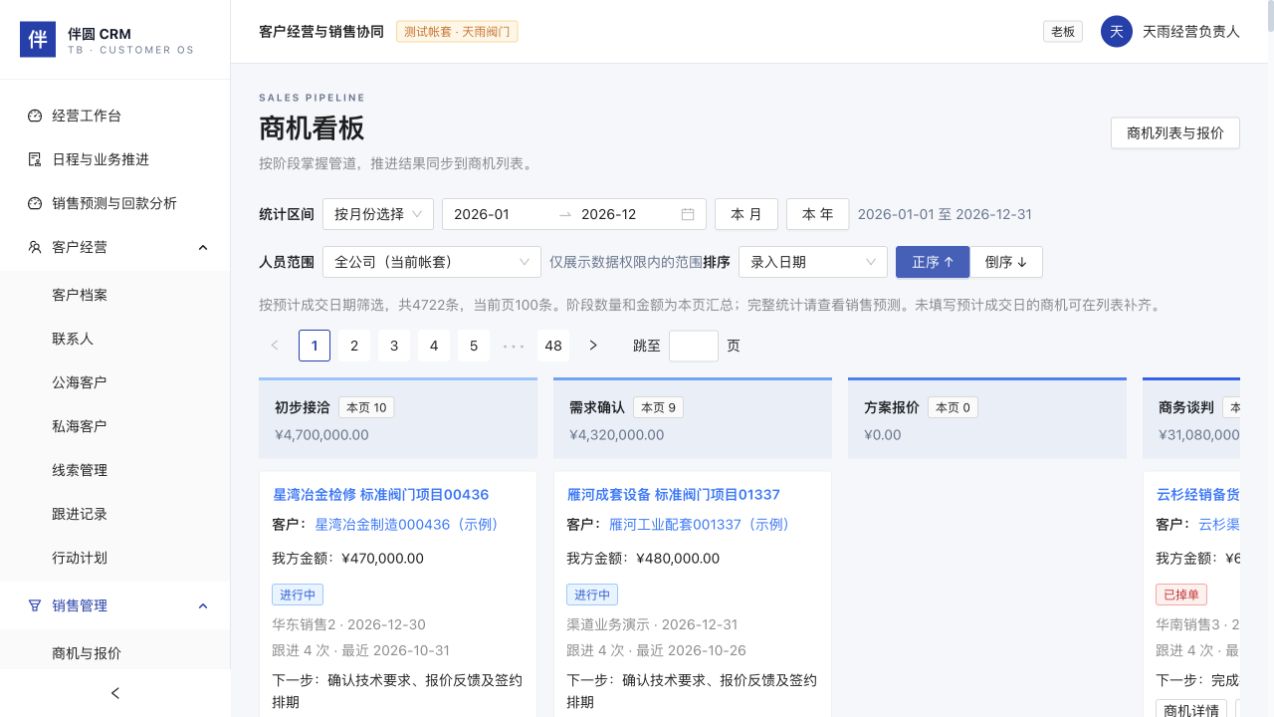 伴
伴圆 CRM
TB · CUSTOMER OS
客户经营与销售协同
测试帐套 · 天雨阀门
老板
天
天雨经营负责人
经营工作台
日程与业务推进
销售预测与回款分析
客户经营
客户档案
联系人
公海客户
私海客户
线索管理
跟进记录
行动计划
销售管理
商机与报价
SALES PIPELINE
商机看板
按阶段掌握管道，推进结果同步到商机列表。
商机列表与报价
统计区间 按月份选择 2026-01 → 2026-12 本 月 本 年 2026-01-01 至 2026-12-31
人员范围 全公司（当前帐套） 仅展示数据权限内的范围 排序 录入日期 正序 ↑ 倒序 ↓
按预计成交日期筛选，共4722条，当前页100条。阶段数量和金额为本页汇总；完整统计请查看销售预测。未填写预计成交日的商机可在列表补齐。
< 1 2 3 4 5 ··· 48 > 跳至 页
初步接洽 本页 10
¥4,700,000.00
星湾冶金检修 标准阀门项目00436
客户：星湾冶金制造000436（示例）
我方金额：¥470,000.00
进行中
华东销售2 · 2026-12-30
跟进 4 次 · 最近 2026-10-31
下一步：确认技术要求、报价反馈及签约
排期
需求确认 本页 9
¥4,320,000.00
雁河成套设备 标准阀门项目01337
客户：雁河工业配套001337（示例）
我方金额：¥480,000.00
进行中
渠道业务演示 · 2026-12-31
跟进 4 次 · 最近 2026-10-26
下一步：确认技术要求、报价反馈及签约
排期
方案报价 本页 0
¥0.00
商务谈判 本
¥31,080,000
云杉经销备货
客户：云杉渠
我方金额：¥6
已掉单
华南销售3 · 2
跟进 4 次 · 最
下一步：完成
商机详情